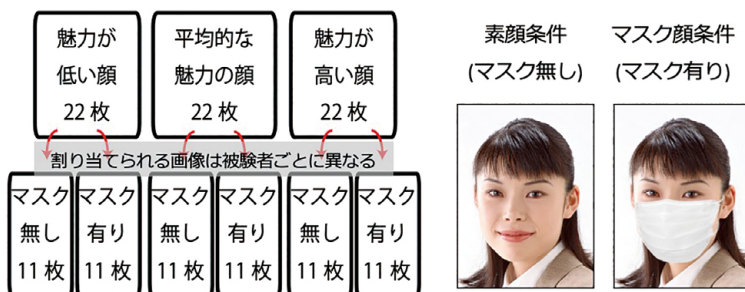 魅力が
低い顔
22 枚
平均的な
魅力の顔
22 枚
魅力が
高い顔
22 枚
割り当てられる画像は被験者ごとに異なる
マスク
無し
11 枚
マスク
有り
11 枚
マスク
無し
11 枚
マスク
有り
11 枚
マスク
無し
11 枚
マスク
有り
11 枚
素顔条件
(マスク無し)
マスク顔条件
(マスク有り)